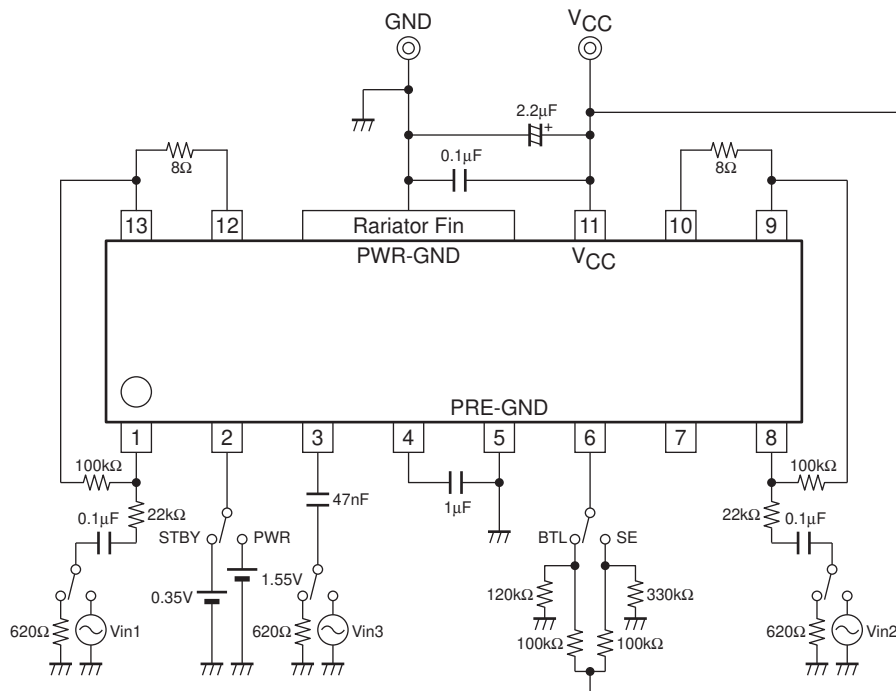 GND
VCC
2.2µF
+
0.1µF
8Ω
8Ω
13
12
Rariator Fin
11
10
9
PWR-GND
VCC
PRE-GND
1
2
3
4
5
6
7
8
100kΩ
22kΩ
0.1µF
STBY
PWR
47nF
1µF
BTL
SE
100kΩ
22kΩ
0.1µF
0.35V
1.55V
120kΩ
330kΩ
620Ω
Vin1
620Ω
Vin3
100kΩ
100kΩ
620Ω
Vin2